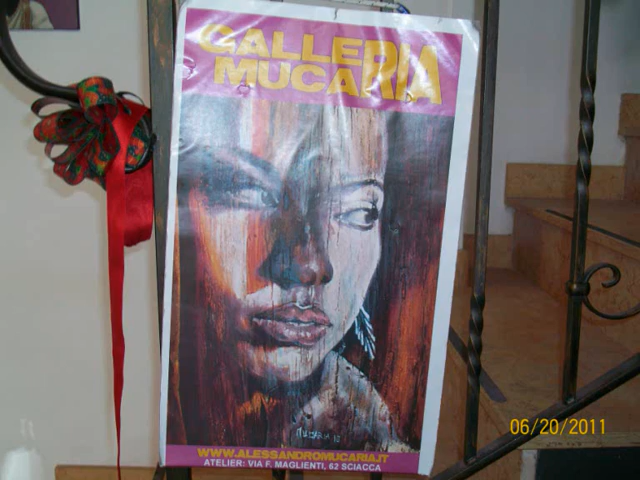 GALLERIA
MUCARIA
WWW.ALESSANDROMUCARIA.IT
ATELIER: VIA F. MAGLIENTI, 62 SCIACCA
06/20/2011